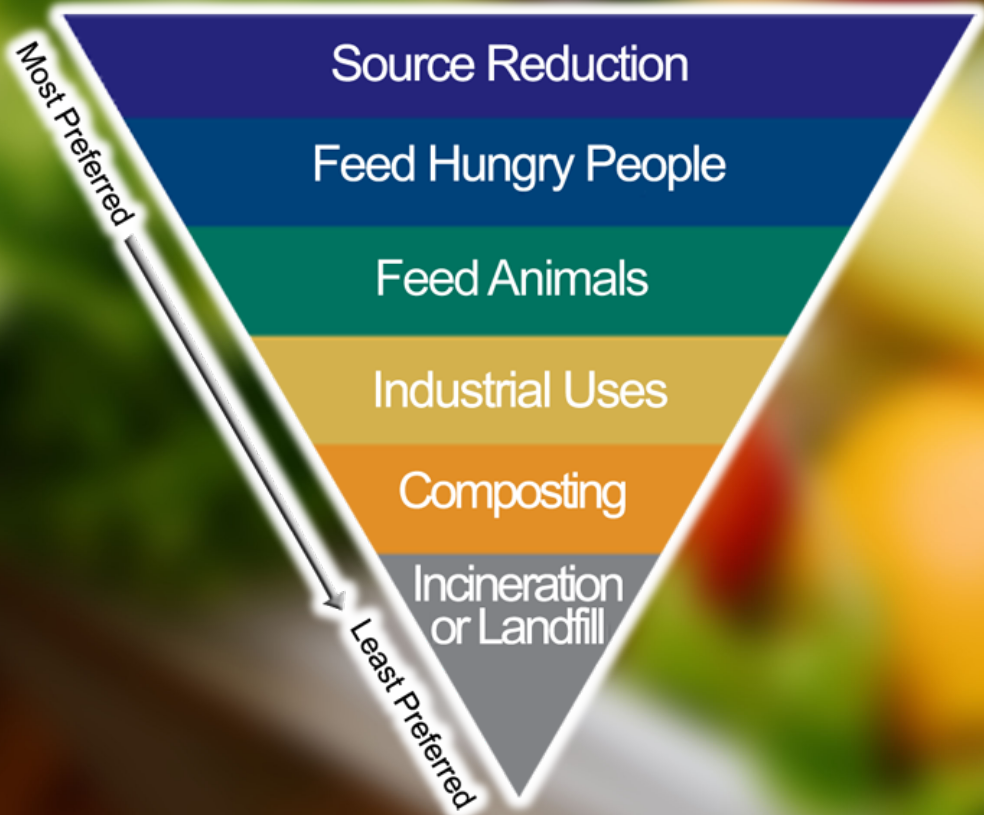 Most Preferred
Source Reduction
Feed Hungry People
Feed Animals
Industrial Uses
Composting
Incineration
or Landfill
Least Preferred